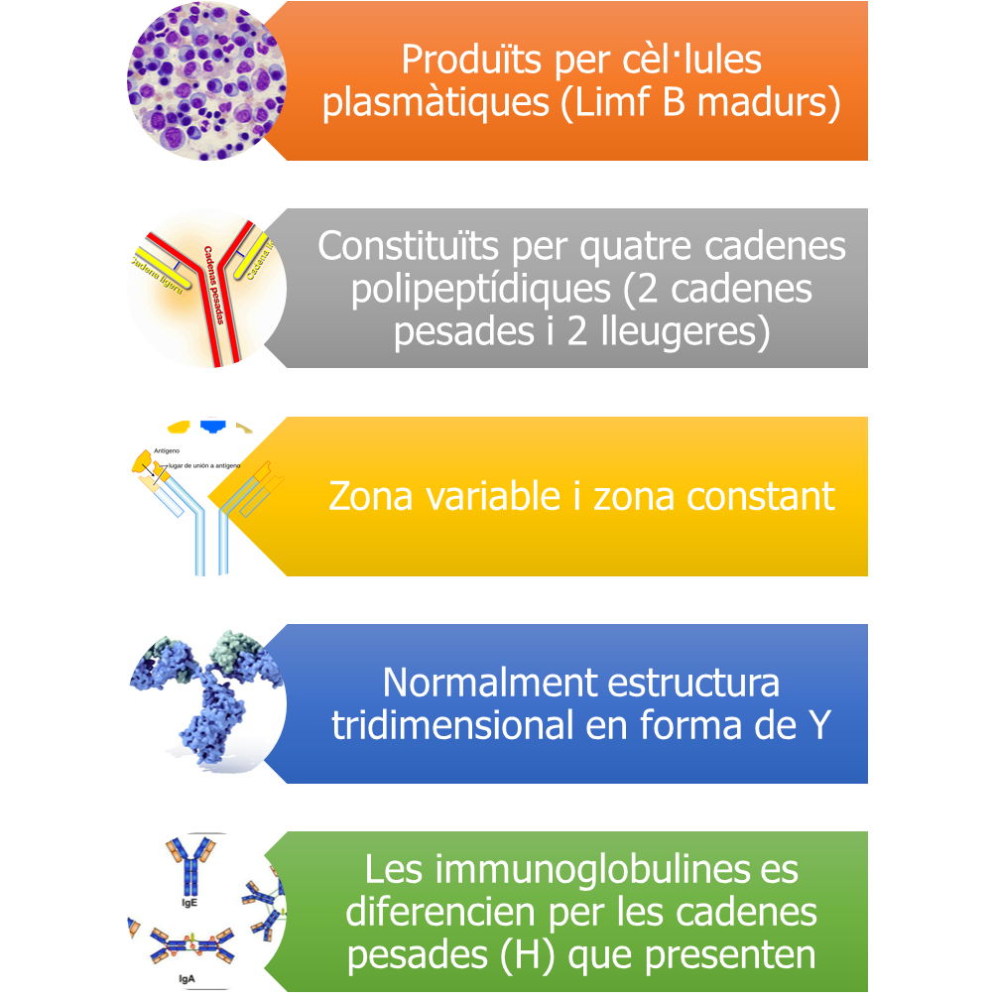 Produïts per cèl·lules
plasmàtiques (Limf B madurs)
Cadena ligera
Cadenas pesadas
Cadena li
Constituïts per quatre cadenes
polipeptídiques (2 cadenes
pesades i 2 lleugeres)
Antígeno
lugar de unión a antígeno
Zona variable i zona constant
Normalment estructura
tridimensional en forma de Y
IgE
IgA
Les immunoglobulines es
diferencien per les cadenes
pesades (H) que presenten